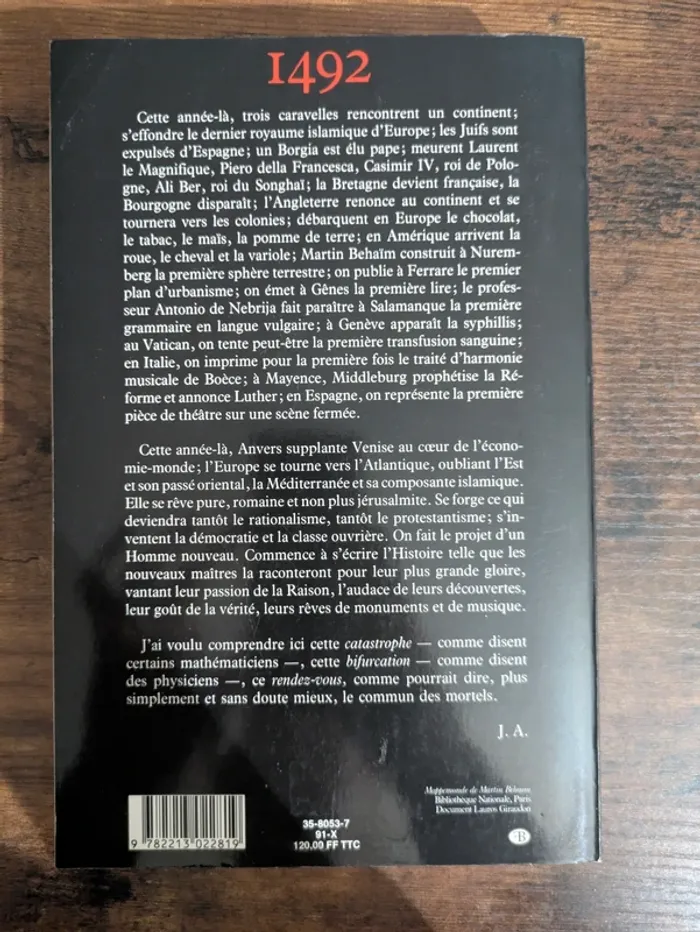 1492
Cette année-là, trois caravelles rencontrent un continent;
s'effondre le dernier royaume islamique d'Europe; les Juifs sont
expulsés d'Espagne; un Borgia est élu pape; meurent Laurent
le Magnifique, Piero della Francesca, Casimir IV, roi de Polo-
gne, Ali Ber, roi du Songhaï; la Bretagne devient française, la
Bourgogne disparaît; l'Angleterre renonce au continent et se
tournera vers les colonies; débarquent en Europe le chocolat,
le tabac, le maïs, la pomme de terre; en Amérique arrivent la
roue, le cheval et la variole; Martin Behaïm construit à Nurem-
berg la première sphère terrestre; on publie à Ferrare le premier
plan d'urbanisme; on émet à Gênes la première lire; le profes-
seur Antonio de Nebrija fait paraître à Salamanque la première
grammaire en langue vulgaire; à Genève apparaît la syphillis;
au Vatican, on tente peut-être la première transfusion sanguine;
en Italie, on imprime pour la première fois le traité d'harmonie
musicale de Boèce; à Mayence, Middleburg prophétise la Ré-
forme et annonce Luther; en Espagne, on représente la première
pièce de théâtre sur une scène fermée.
Cette année-là, Anvers supplante Venise au cœur de l'écono-
mie-monde; l'Europe se tourne vers l'Atlantique, oubliant l'Est
et son passé oriental, la Méditerranée et sa composante islamique.
Elle se rêve pure, romaine et non plus jérusalmite. Se forge ce qui
deviendra tantôt le rationalisme, tantôt le protestantisme; s'in-
ventent la démocratie et la classe ouvrière. On fait le projet d'un
Homme nouveau. Commence à s'écrire l'Histoire telle que les
nouveaux maîtres la raconteront pour leur plus grande gloire,
vantant leur passion de la Raison, l'audace de leurs découvertes,
leur goût de la vérité, leurs rêves de monuments et de musique.
J'ai voulu comprendre ici cette catastrophe — comme disent
certains mathématiciens —, cette bifurcation — comme disent
des physiciens —, ce rendez-vous, comme pourrait dire, plus
simplement et sans doute mieux, le commun des mortels.
J. A.
Mappemonde de Martin Behaim
Bibliothèque Nationale, Paris
Document Lauros Giraudon
35-8053-7
91-X
120,00 FF TTC
9 782213 022819
B